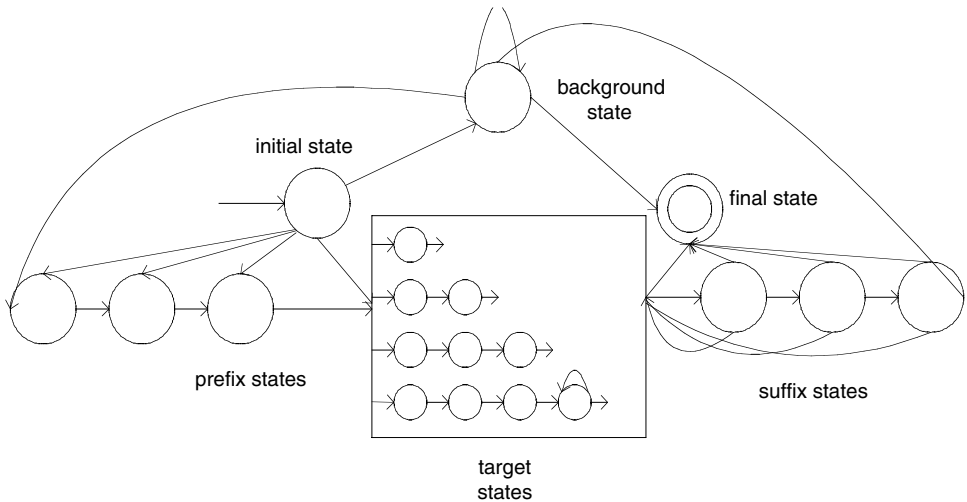 background
state
initial state
final state
prefix states
suffix states
target
states